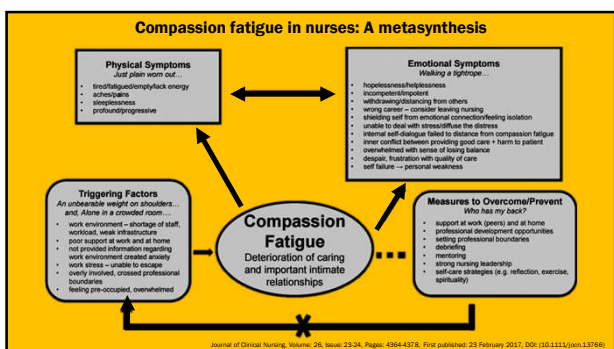 Compassion fatigue in nurses: A metasynthesis
Physical Symptoms
Just plain worn out…
• tired/fatigued/empty/lack energy
• aches/pains
• sleeplessness
• profound/progressive
Emotional Symptoms
Walking a tightrope…
• hopelessness/helplessness
• incompetent/impotent
• withdrawing/distancing from others
• wrong career – consider leaving nursing
• shielding self from emotional connection/feeling isolation
• unable to deal with stress/diffuse the distress
• internal self-dialogue failed to distance from compassion fatigue
• inner conflict between providing good care + harm to patient
• overwhelmed with sense of losing balance
• despair, frustration with quality of care
• self failure → personal weakness
Triggering Factors
An unbearable weight on shoulders…
and, Alone in a crowded room….
• work environment – shortage of staff,
workload, weak infrastructure
• poor support at work and at home
• not provided information regarding
• work environment created anxiety
• work stress – unable to escape
• overly involved, crossed professional
boundaries
• feeling pre-occupied, overwhelmed
Compassion
Fatigue
Deterioration of caring
and important intimate
relationships
Measures to Overcome/Prevent
Who has my back?
• support at work (peers) and at home
• professional development opportunities
• setting professional boundaries
• debriefing
• mentoring
• strong nursing leadership
• self-care strategies (e.g. reflection, exercise,
spirituality)
Journal of Clinical Nursing, Volume: 26, Issue: 23-24, Pages: 4364-4378, First published: 23 February 2017, DOI: (10.1111/jocn.13766)